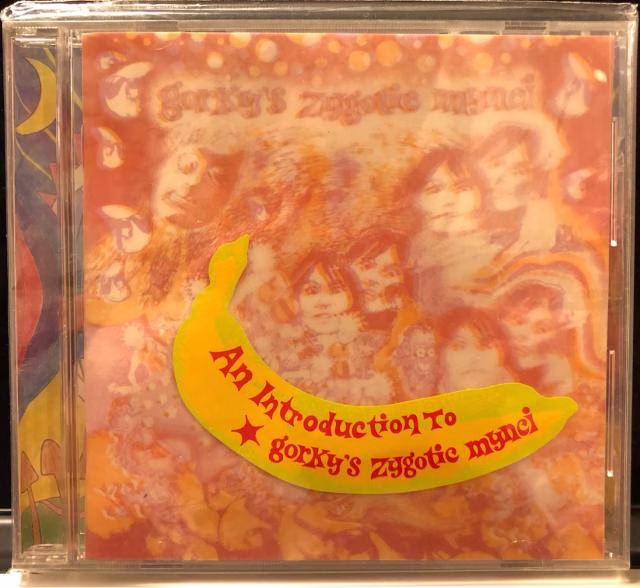 gorky's zygotic mynci
An Introduction To
gorky's zygotic mynci